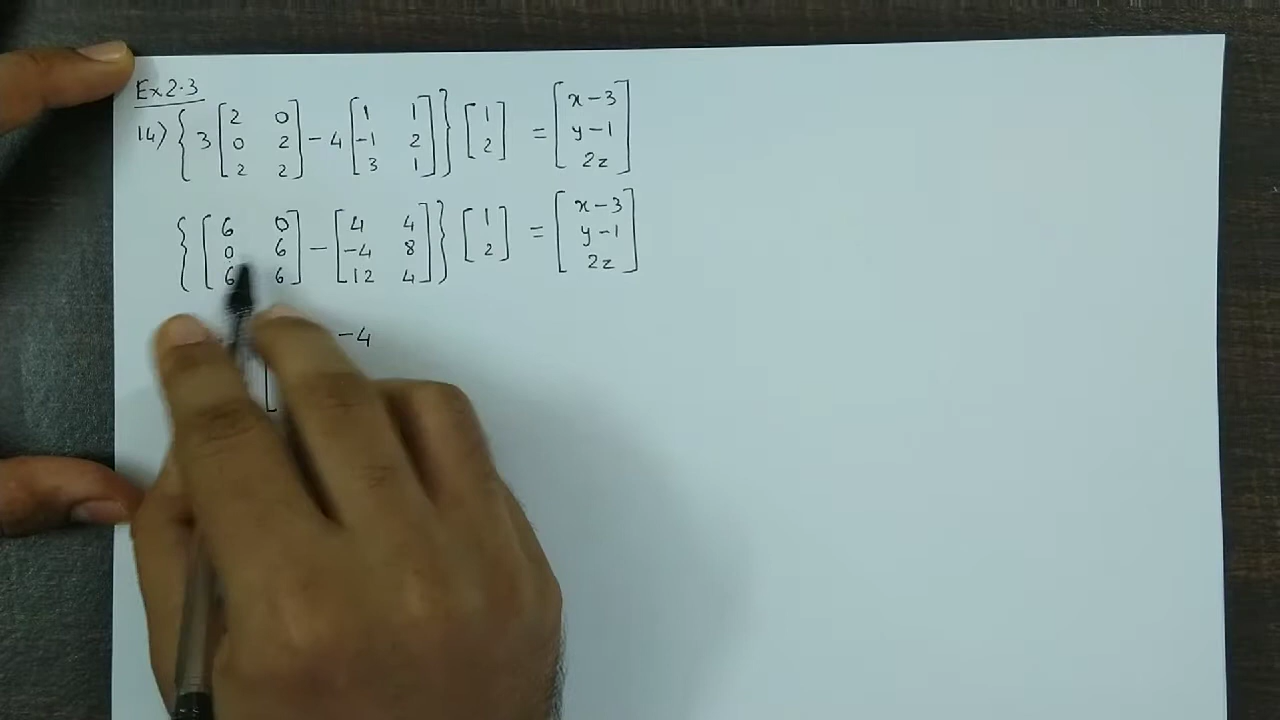 Ex 2.3
14) { 3 [2 0; 0 2; 2 2] - 4 [1 1; -1 2; 3 1] } [1; 2] = [x-3; y-1; 2z]
{ [6 0; 0 6; 6 6] - [4 4; -4 8; 12 4] } [1; 2] = [x-3; y-1; 2z]
[ -4